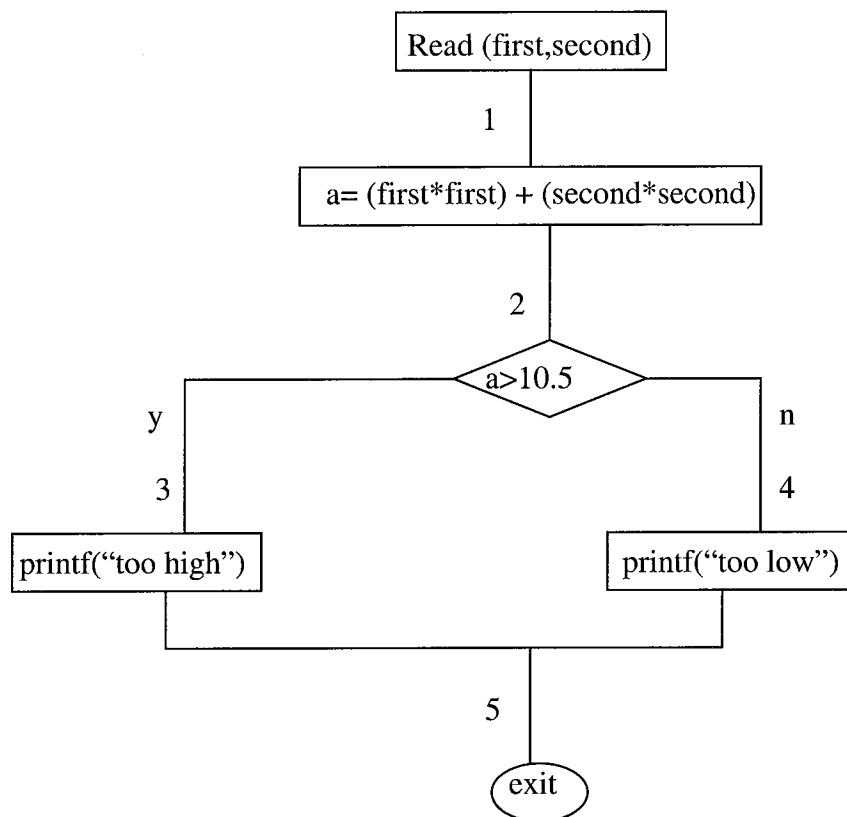 Read (first,second)
1
a= (first*first) + (second*second)
2
a>10.5
y
n
3
4
printf(“too high”)
printf(“too low”)
5
exit